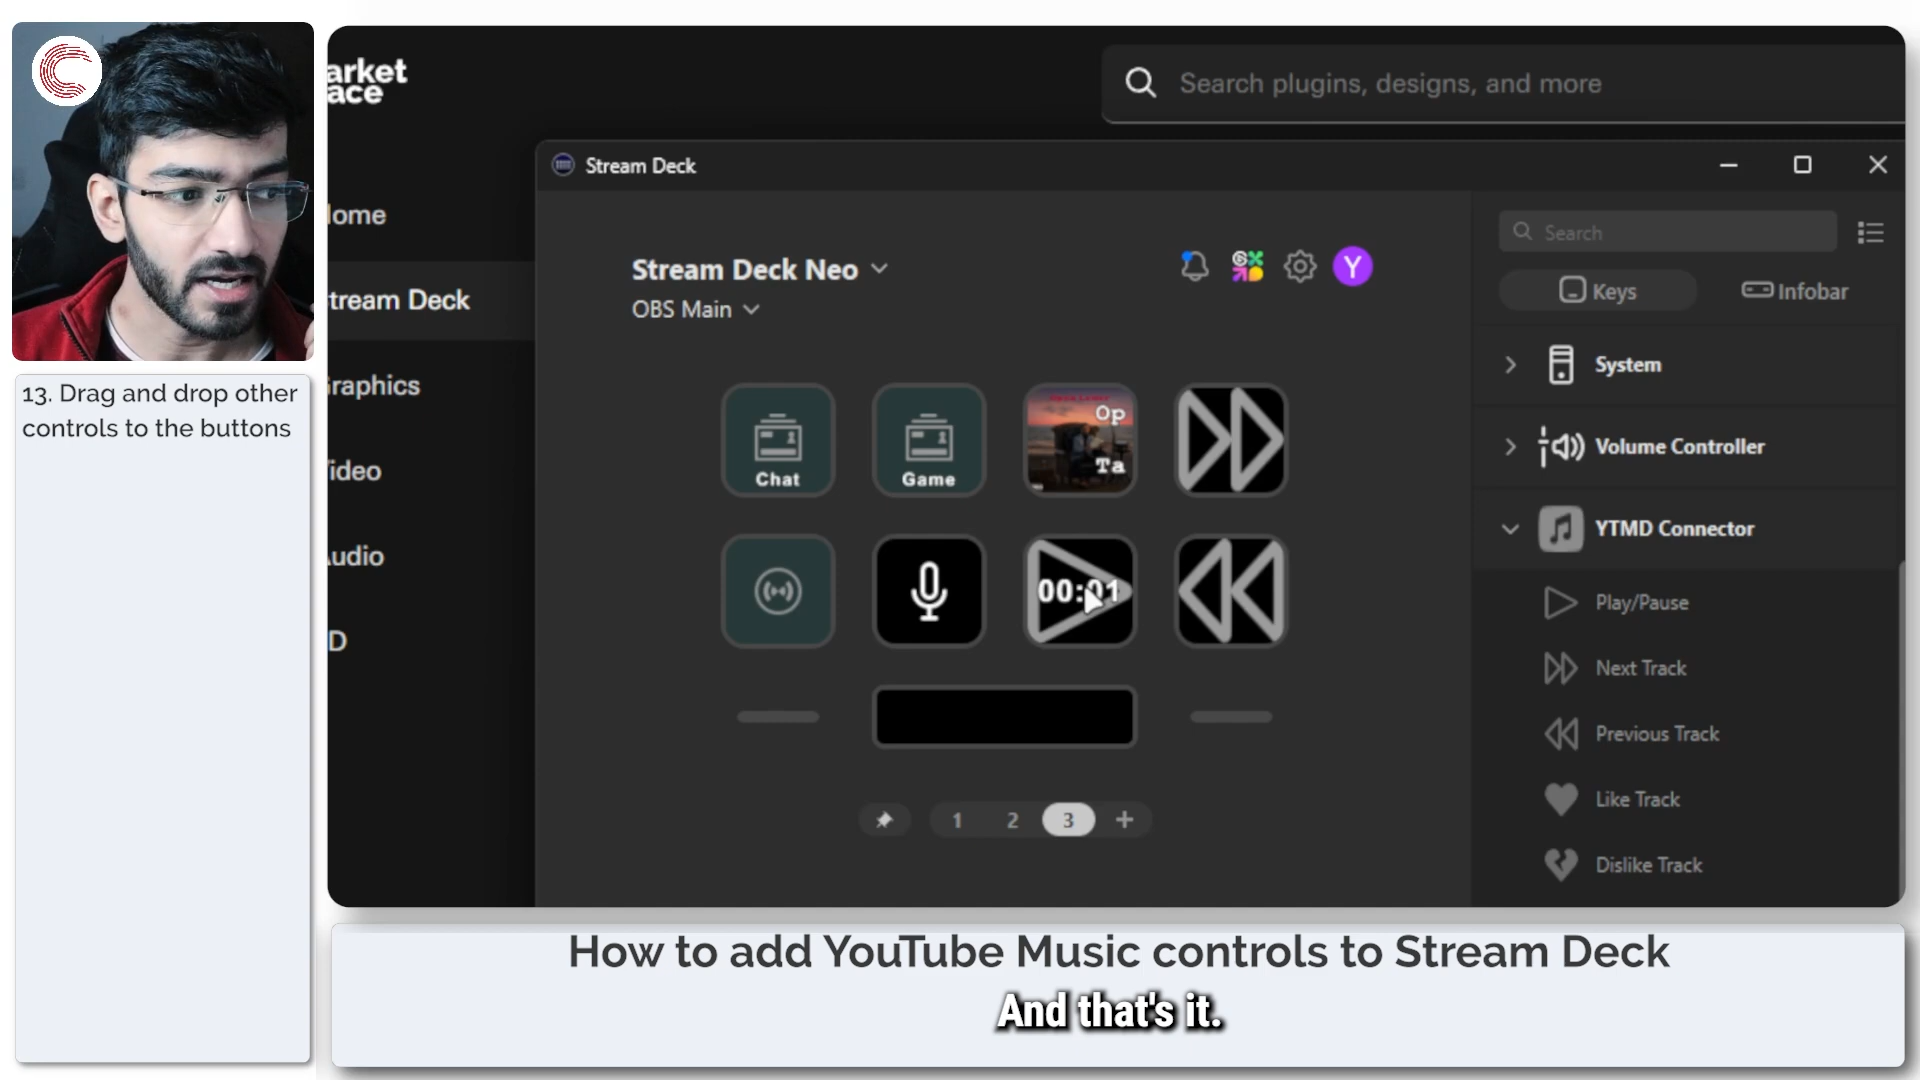 13. Drag and drop other
controls to the buttons
arket
ace
Search plugins, designs, and more
ome
tream Deck
raphics
ideo
udio
D
Stream Deck
Stream Deck Neo
OBS Main
Y
Chat
Game
Op
Ta
00:01
1
2
3
+
Search
Keys
Infobar
System
Volume Controller
YTMD Connector
Play/Pause
Next Track
Previous Track
Like Track
Dislike Track
How to add YouTube Music controls to Stream Deck
And that's it.